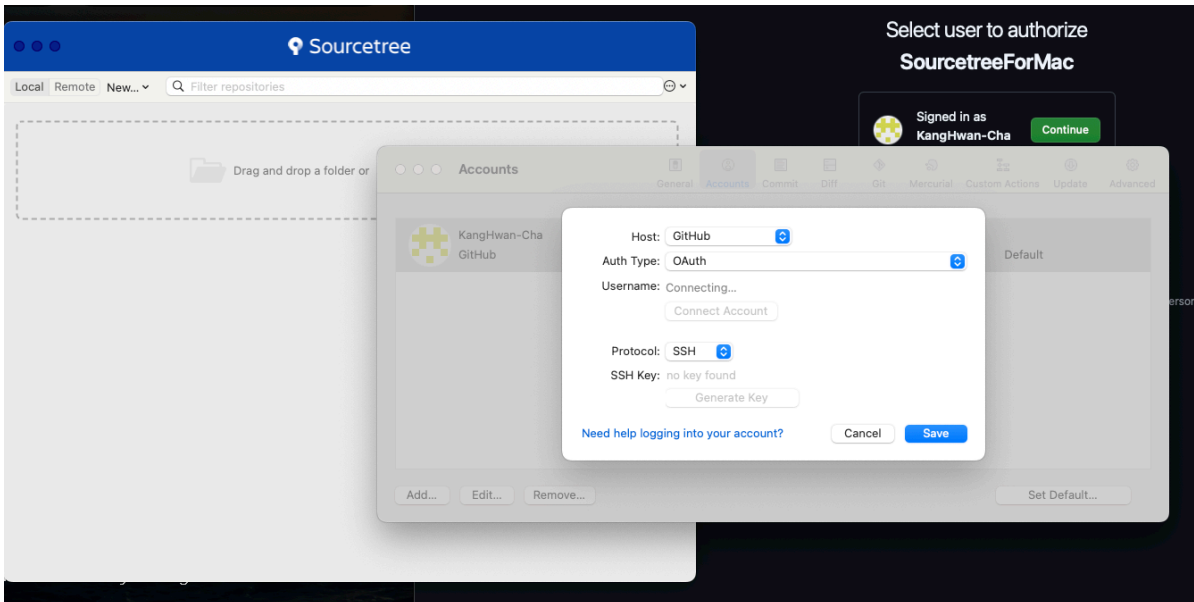 Sourcetree
Local Remote New...
Filter repositories
Drag and drop a folder or
Select user to authorize
SourcetreeForMac
Signed in as
KangHwan-Cha
Continue
Accounts
General Accounts Commit Diff Git Mercurial Custom Actions Update Advanced
KangHwan-Cha
GitHub
Default
Host: GitHub
Auth Type: OAuth
Username: Connecting...
Connect Account
Protocol: SSH
SSH Key: no key found
Generate Key
Need help logging into your account?
Cancel
Save
Add... Edit... Remove...
Set Default...